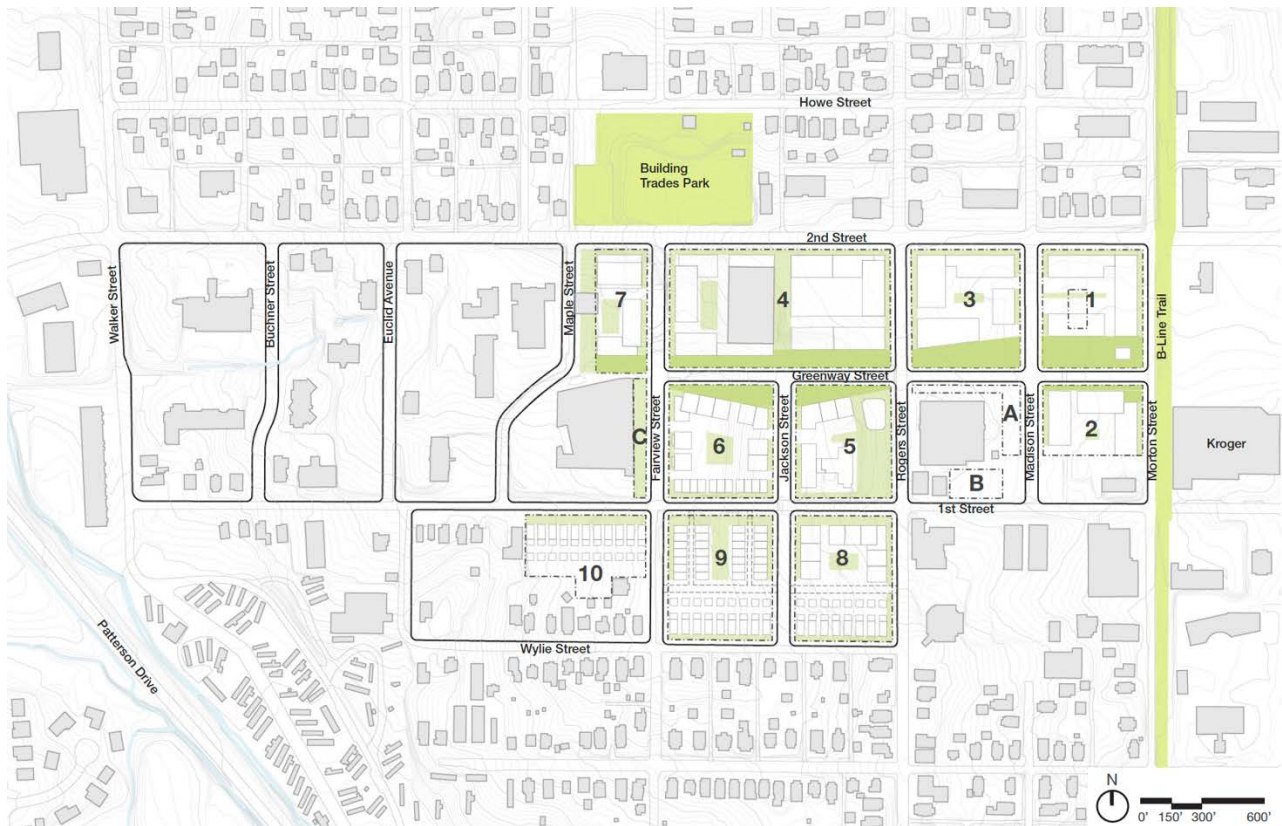 Howe Street
Building
Trades Park
2nd Street
Walker Street
Buchner Street
Euclid Avenue
Maple Street
7
4
3
1
B-Line Trail
Greenway Street
C
Fairview Street
6
Jackson Street
5
Rogers Street
A
Madison Street
2
Morton Street
Kroger
B
1st Street
10
9
8
Wylie Street
Patterson Drive
N
0' 150' 300' 600'